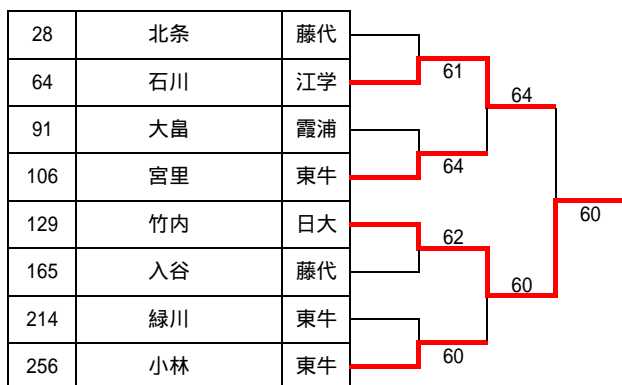 28 北条 藤代
64 石川 江学
61
64
91 大畠 霞浦
106 宮里 東牛
64
60
129 竹内 日大
62
165 入谷 藤代
60
214 緑川 東牛
256 小林 東牛
60